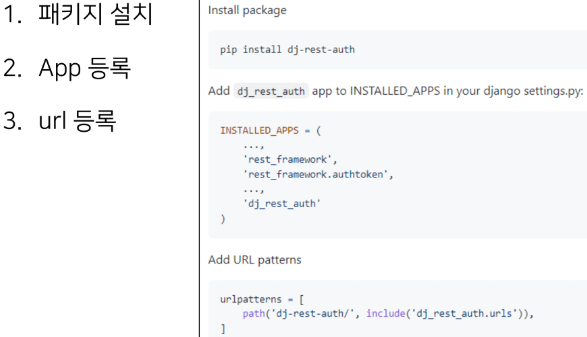 1. 패키지 설치
2. App 등록
3. url 등록
Install package
pip install dj-rest-auth
Add dj_rest_auth app to INSTALLED_APPS in your django settings.py:
INSTALLED_APPS = (
    ...,
    'rest_framework',
    'rest_framework.authtoken',
    ...,
    'dj_rest_auth'
)
Add URL patterns
urlpatterns = [
    path('dj-rest-auth/', include('dj_rest_auth.urls')),
]